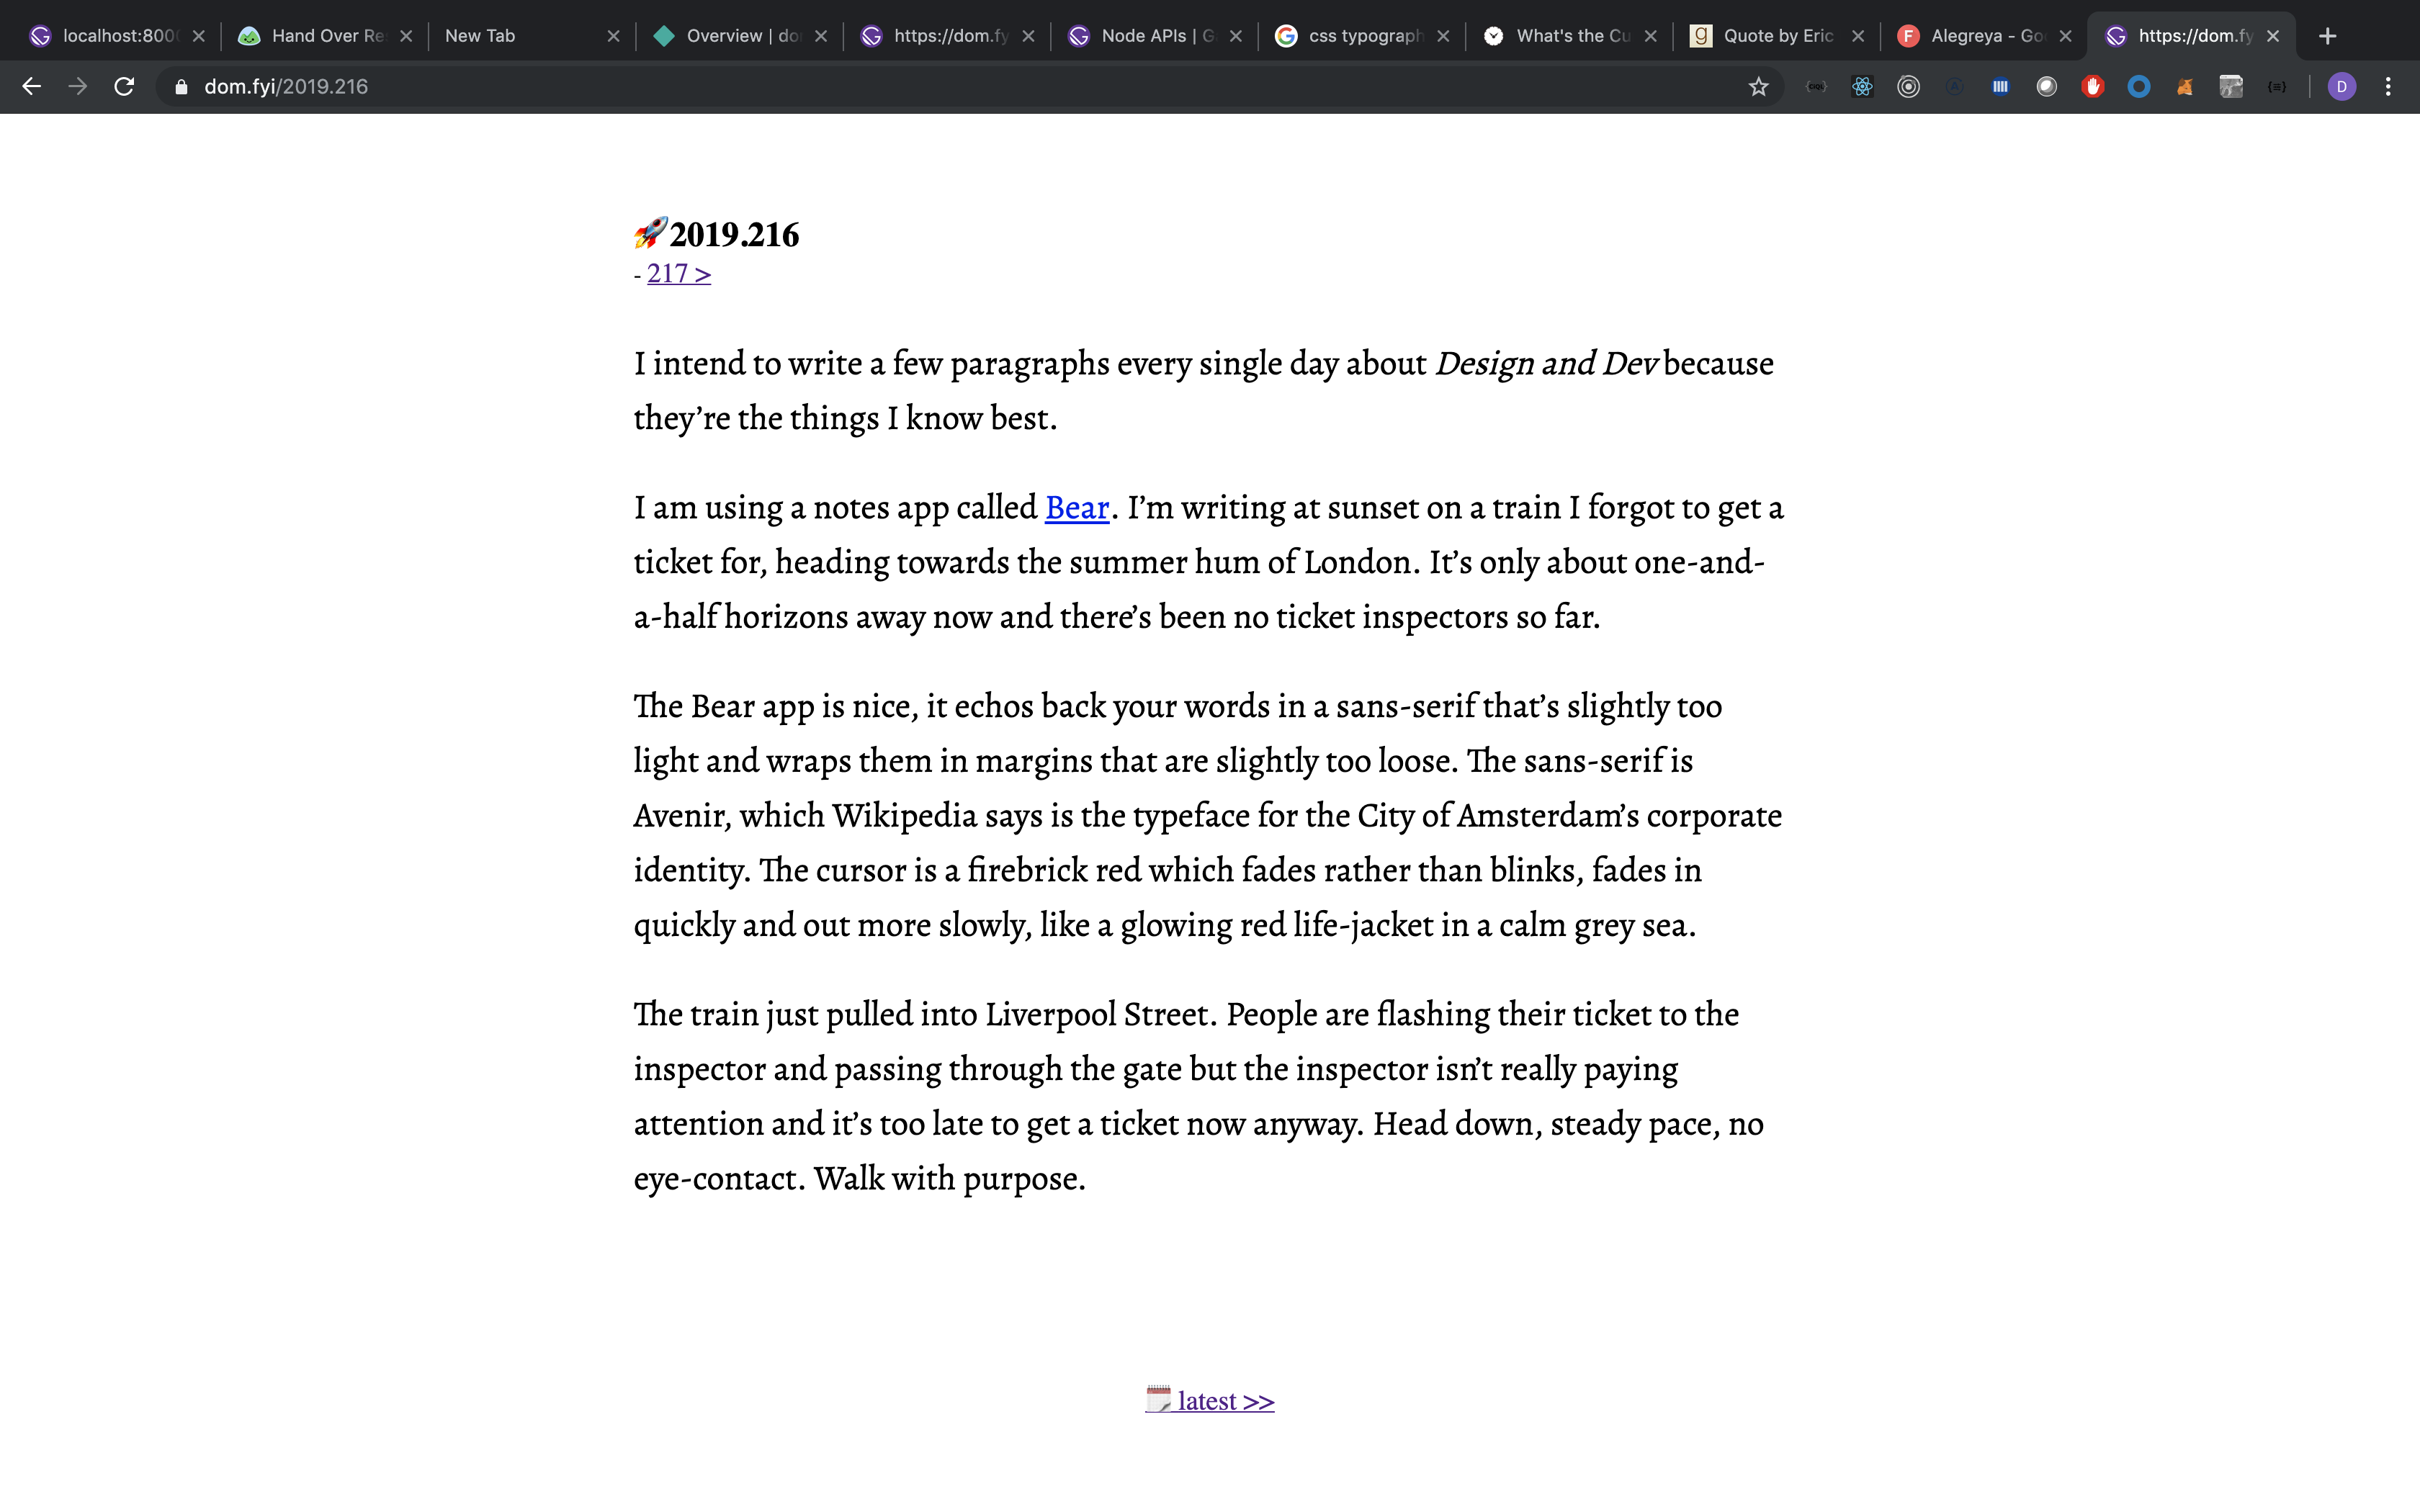 localhost:800
Hand Over Re
New Tab
Overview | do
https://dom.fy
Node APIs | G
css typograph
What's the Cu
Quote by Eric
Alegreya - Go
https://dom.fy
dom.fyi/2019.216
D
🚀2019.216
- 217 >
I intend to write a few paragraphs every single day about Design and Dev because
they’re the things I know best.
I am using a notes app called Bear. I’m writing at sunset on a train I forgot to get a
ticket for, heading towards the summer hum of London. It’s only about one-and-
a-half horizons away now and there’s been no ticket inspectors so far.
The Bear app is nice, it echos back your words in a sans-serif that’s slightly too
light and wraps them in margins that are slightly too loose. The sans-serif is
Avenir, which Wikipedia says is the typeface for the City of Amsterdam’s corporate
identity. The cursor is a firebrick red which fades rather than blinks, fades in
quickly and out more slowly, like a glowing red life-jacket in a calm grey sea.
The train just pulled into Liverpool Street. People are flashing their ticket to the
inspector and passing through the gate but the inspector isn’t really paying
attention and it’s too late to get a ticket now anyway. Head down, steady pace, no
eye-contact. Walk with purpose.
🗓 latest >>